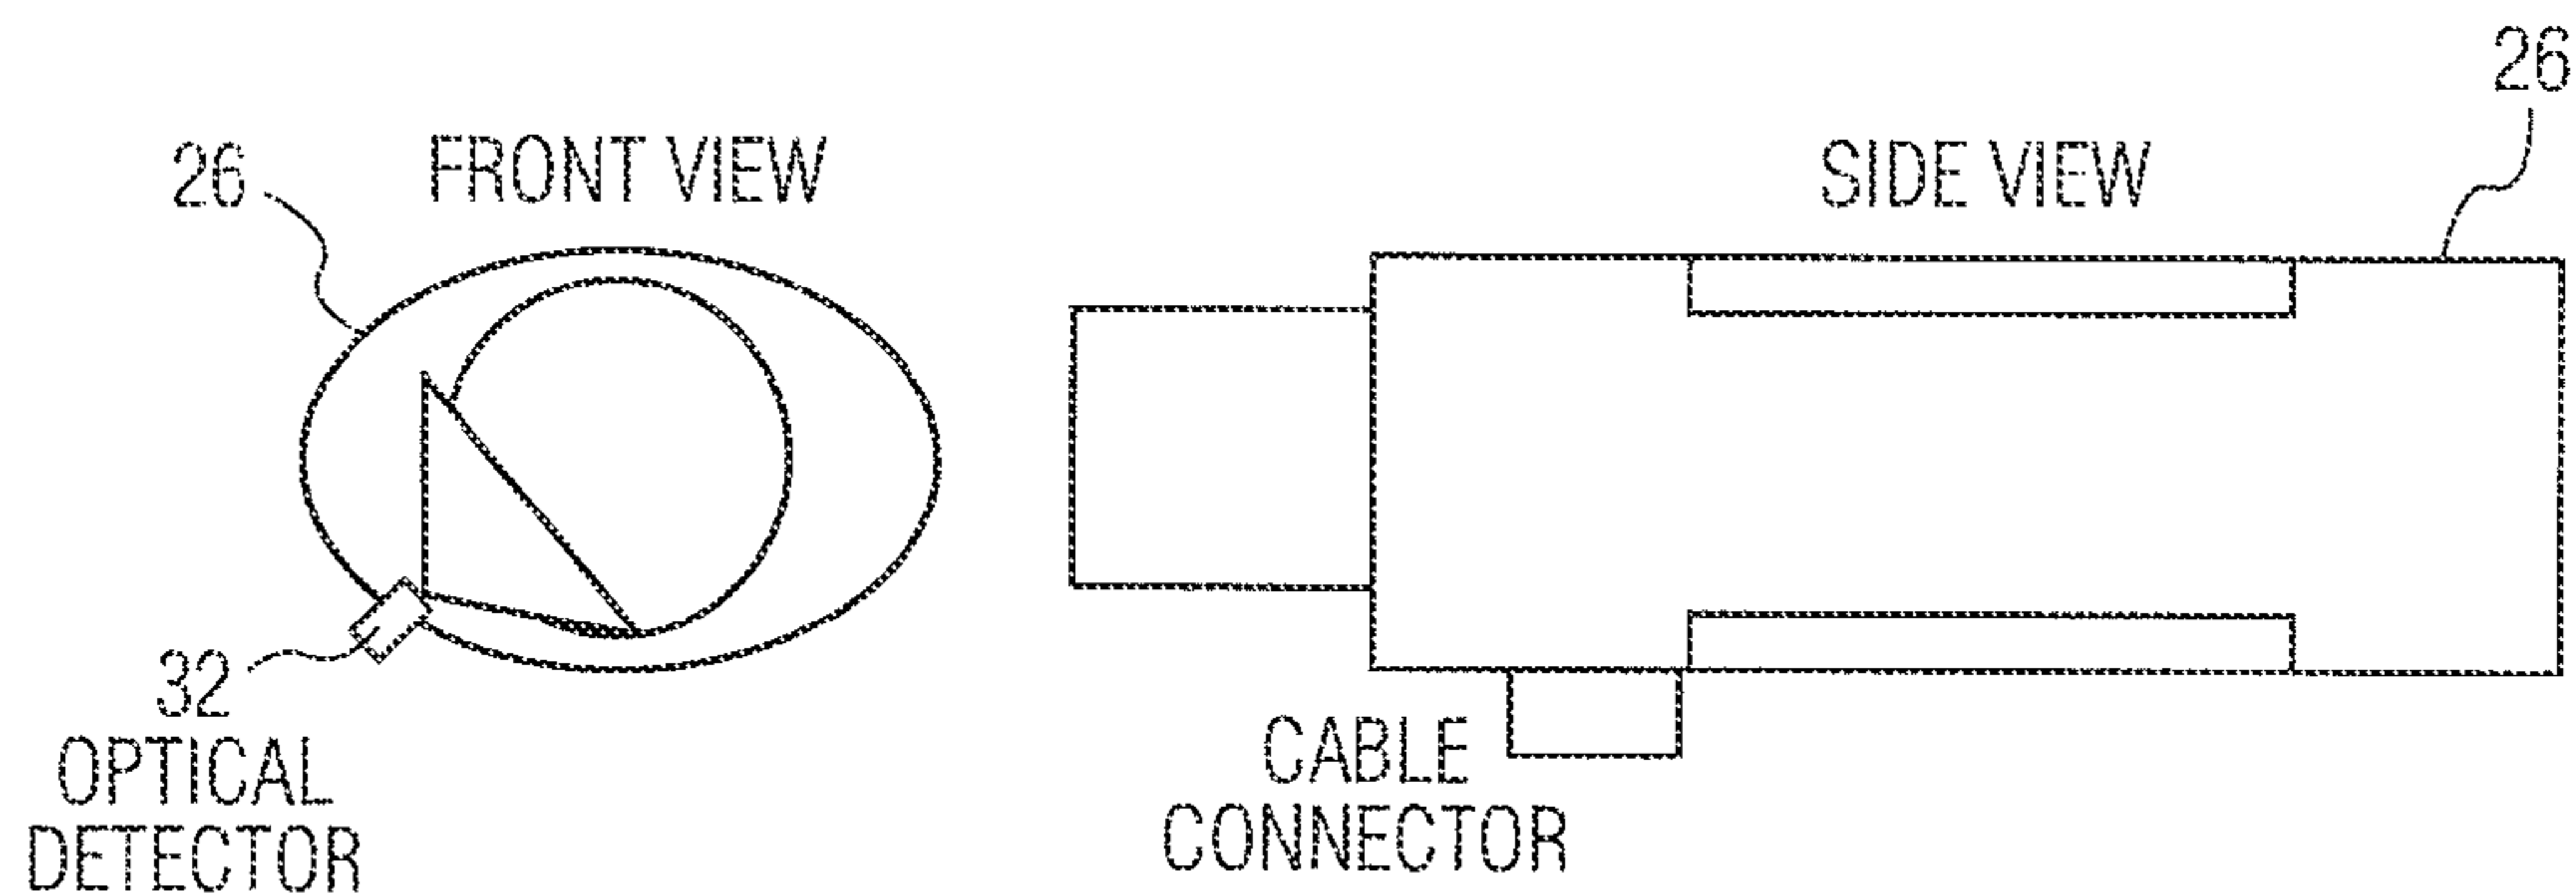 26
FRONT VIEW
SIDE VIEW
26
32
OPTICAL
DETECTOR
CABLE
CONNECTOR